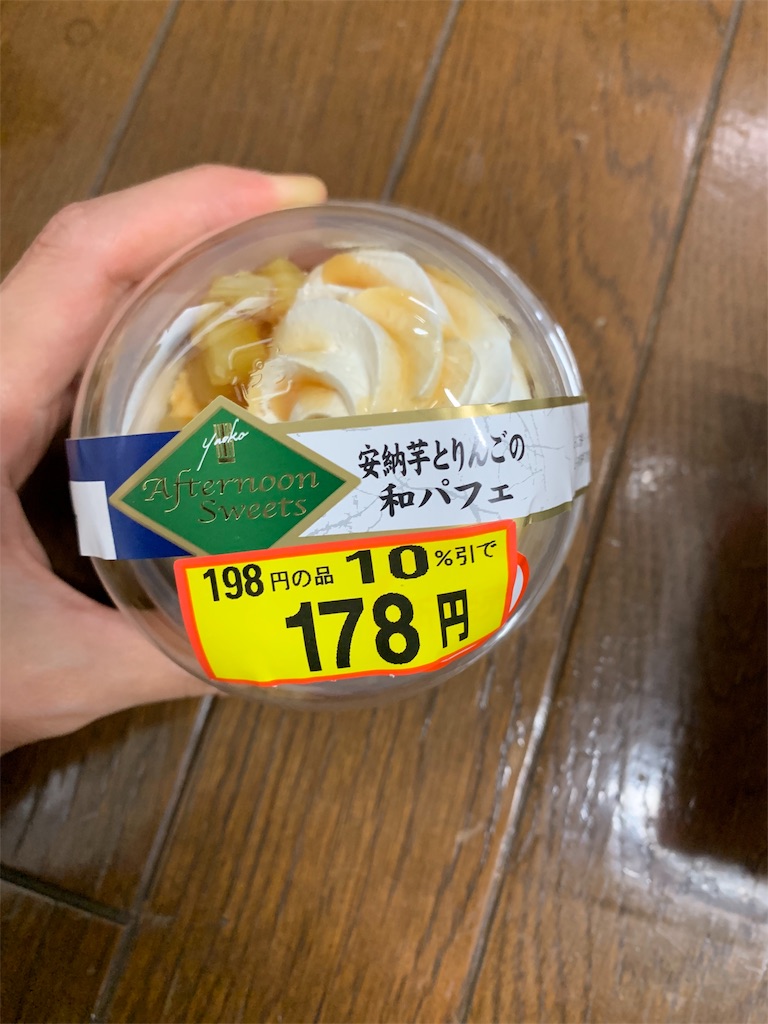 yaoko
Afternoon
Sweets
安納芋とりんごの
和パフェ
198円の品 10%引で
178円